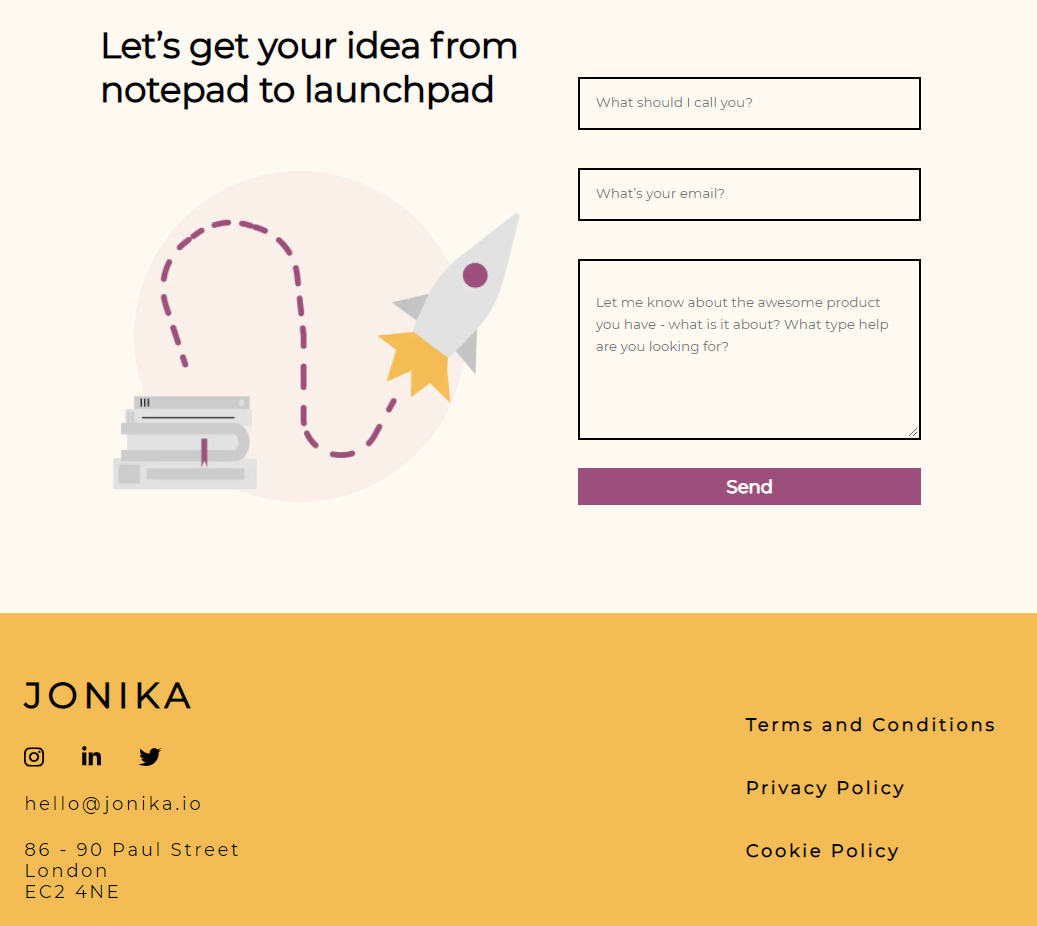 Let’s get your idea from
notepad to launchpad
What should I call you?
What’s your email?
Let me know about the awesome product
you have - what is it about? What type help
are you looking for?
Send
JONIKA
hello@jonika.io
86 - 90 Paul Street
London
EC2 4NE
Terms and Conditions
Privacy Policy
Cookie Policy